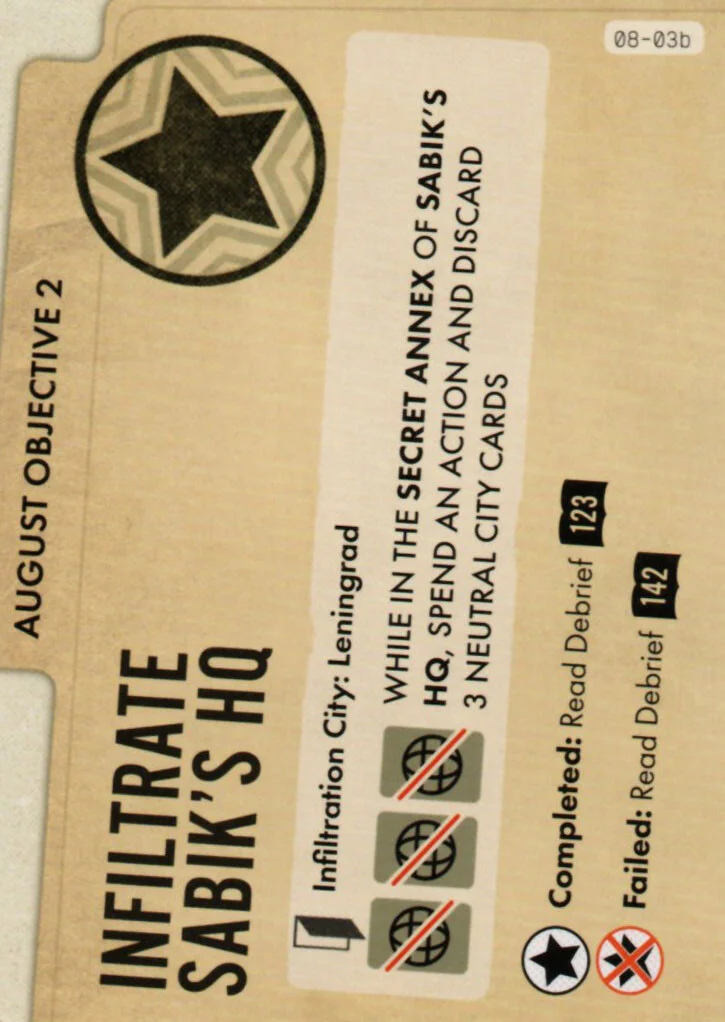 AUGUST OBJECTIVE 2
INFILTRATE
SABIK'S HQ
Infiltration City: Leningrad
WHILE IN THE SECRET ANNEX OF SABIK'S
HQ, SPEND AN ACTION AND DISCARD
3 NEUTRAL CITY CARDS
Completed: Read Debrief 123
Failed: Read Debrief 142
08-03b